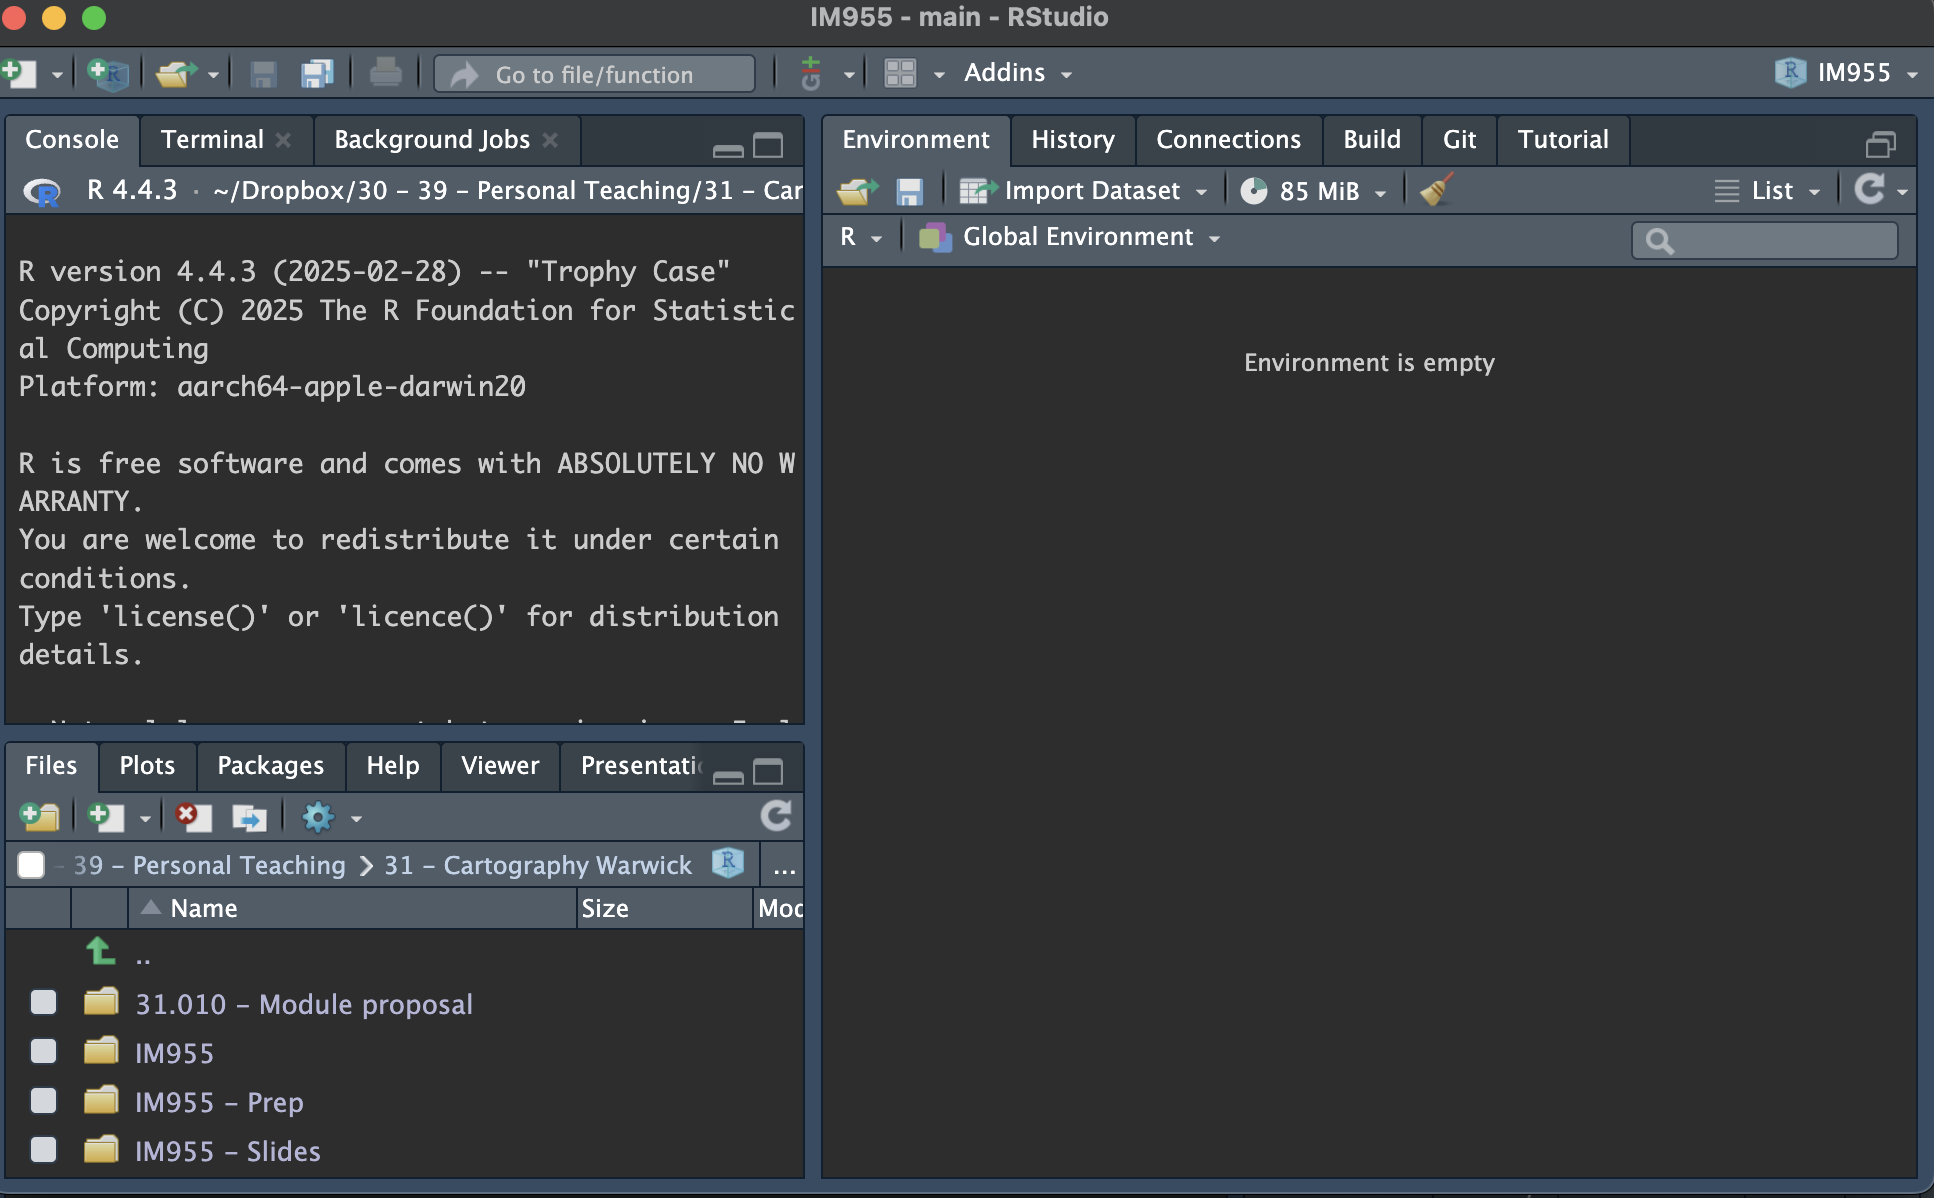 IM955 - main - RStudio
Go to file/function
Addins
IM955
Console Terminal Background Jobs
R 4.4.3 · ~/Dropbox/30 – 39 – Personal Teaching/31 – Car
R version 4.4.3 (2025-02-28) -- "Trophy Case"
Copyright (C) 2025 The R Foundation for Statistic
al Computing
Platform: aarch64-apple-darwin20
R is free software and comes with ABSOLUTELY NO W
ARRANTY.
You are welcome to redistribute it under certain
conditions.
Type 'license()' or 'licence()' for distribution
details.
Files Plots Packages Help Viewer Presentati
– 39 – Personal Teaching 31 – Cartography Warwick ...
Name Size Mod
..
31.010 – Module proposal
IM955
IM955 – Prep
IM955 – Slides
Environment History Connections Build Git Tutorial
Import Dataset 85 MiB List
R Global Environment
Environment is empty